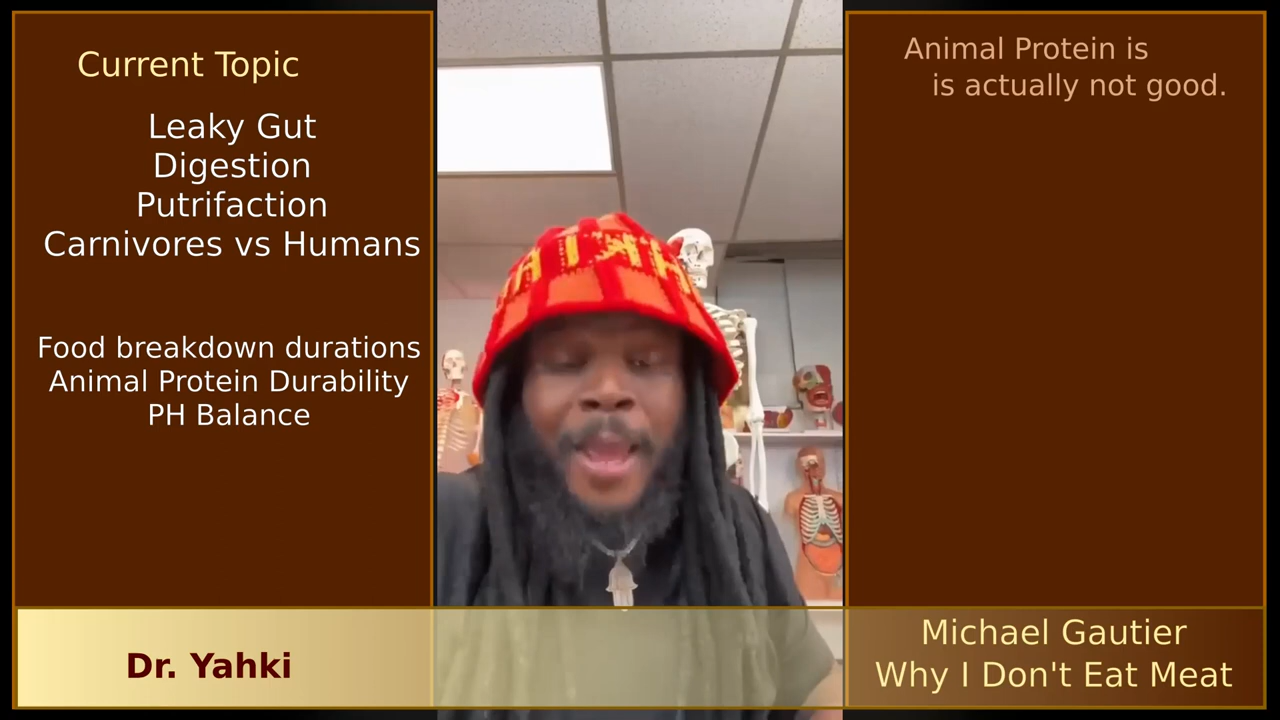 Current Topic
Leaky Gut
Digestion
Putrifaction
Carnivores vs Humans
Food breakdown durations
Animal Protein Durability
PH Balance
Animal Protein is
is actually not good.
Dr. Yahki
Michael Gautier
Why I Don't Eat Meat